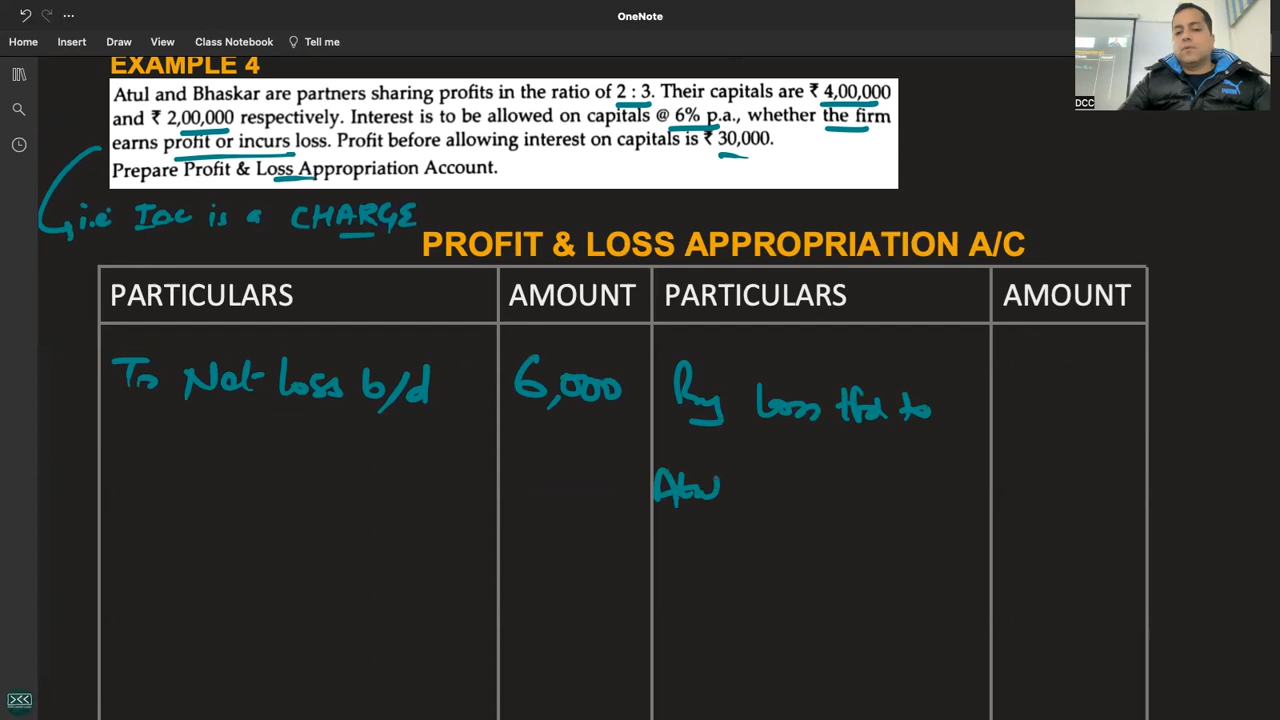 OneNote
Home Insert Draw View Class Notebook Tell me
EXAMPLE 4
Atul and Bhaskar are partners sharing profits in the ratio of 2 : 3. Their capitals are ₹ 4,00,000
and ₹ 2,00,000 respectively. Interest is to be allowed on capitals @ 6% p.a., whether the firm
earns profit or incurs loss. Profit before allowing interest on capitals is ₹ 30,000.
Prepare Profit & Loss Appropriation Account.
i.e IOC is a CHARGE
PROFIT & LOSS APPROPRIATION A/C
PARTICULARS AMOUNT PARTICULARS AMOUNT
To Net Loss b/d 6,000 By Loss tfd to
DCC